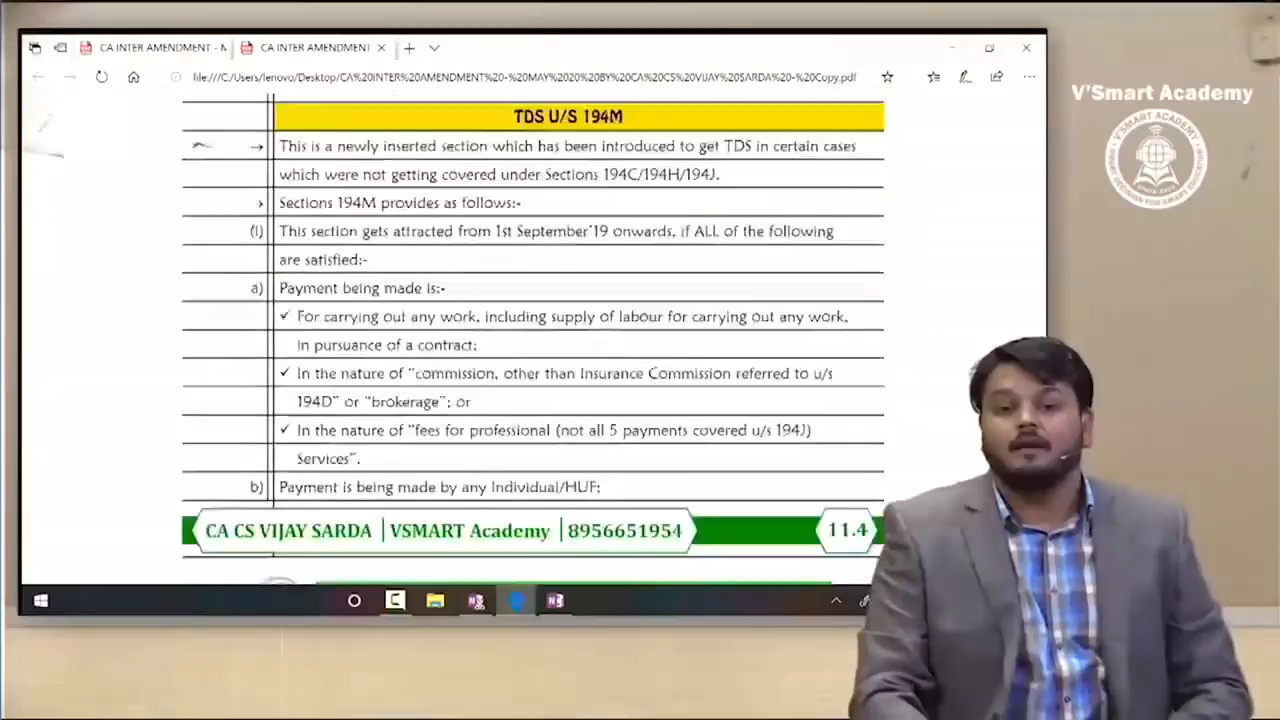 CA INTER AMENDMENT - M
CA INTER AMENDMENT
file:///C:/Users/lenovo/Desktop/CA%20INTER%20AMENDMENT%20-%20MAY%2020%20BY%20CA%20CS%20VIJAY%20SARDA%20-%20Copy.pdf
V'Smart Academy
V'SMART ACADEMY
TDS U/S 194M
→ This is a newly inserted section which has been introduced to get TDS in certain cases
which were not getting covered under Sections 194C/194H/194J.
› Sections 194M provides as follows:-
(I) This section gets attracted from 1st September'19 onwards, if ALL of the following
are satisfied:-
a) Payment being made is:-
✓ For carrying out any work, including supply of labour for carrying out any work,
in pursuance of a contract;
✓ In the nature of "commission, other than Insurance Commission referred to u/s
194D" or "brokerage"; or
✓ In the nature of "fees for professional (not all 5 payments covered u/s 194J)
Services".
b) Payment is being made by any Individual/HUF;
CA CS VIJAY SARDA | VSMART Academy | 8956651954
11.4